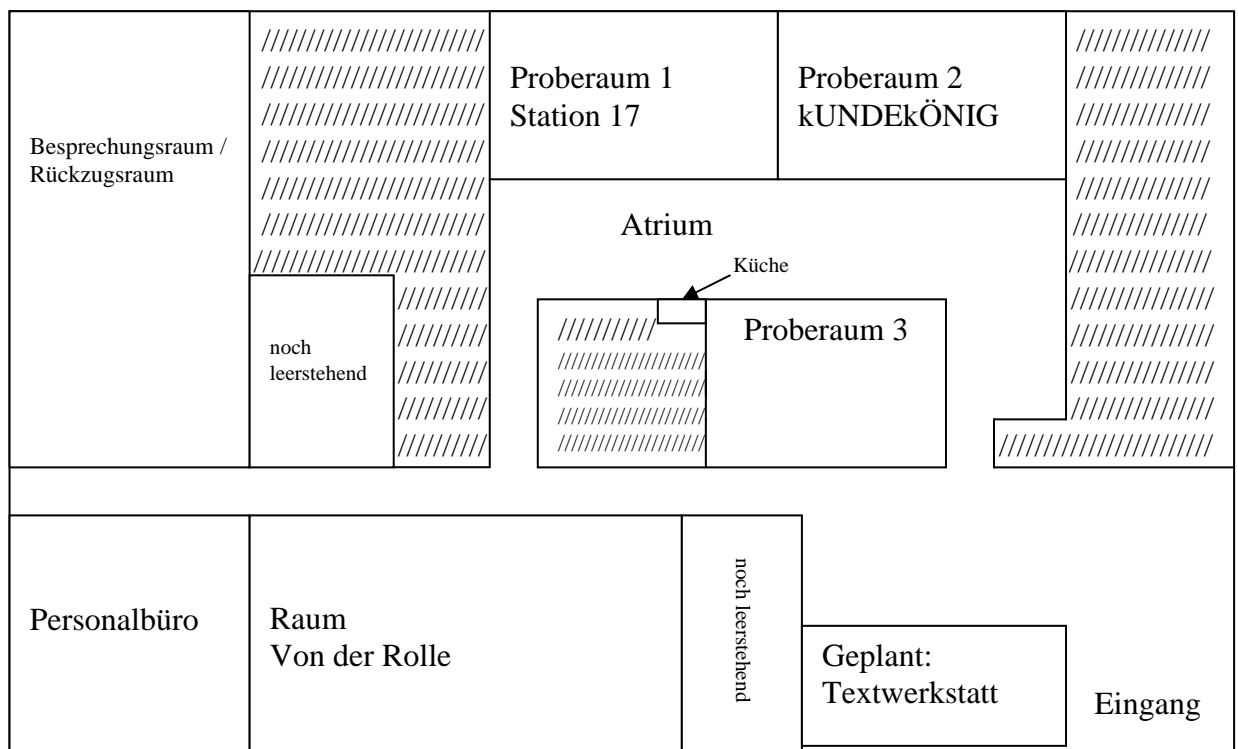 Proberaum 1
Station 17
Proberaum 2
kUNDEkÖNIG
Besprechungsraum /
Rückzugsraum
Atrium
Küche
Proberaum 3
noch
leerstehend
Personalbüro
Raum
Von der Rolle
noch leerstehend
Geplant:
Textwerkstatt
Eingang